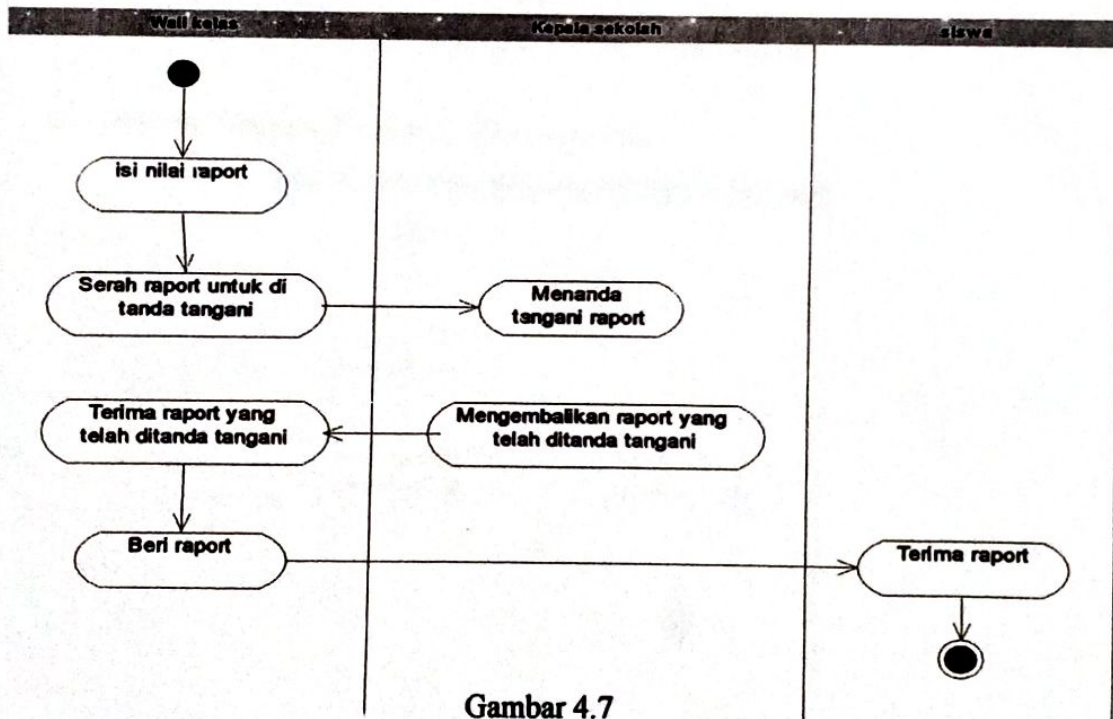 Wali kelas
Kepala sekolah
siswa
isi nilai raport
Serah raport untuk di
tanda tangani
Menanda
tangani raport
Terima raport yang
telah ditanda tangani
Mengembalikan raport yang
telah ditanda tangani
Beri raport
Terima raport
Gambar 4.7